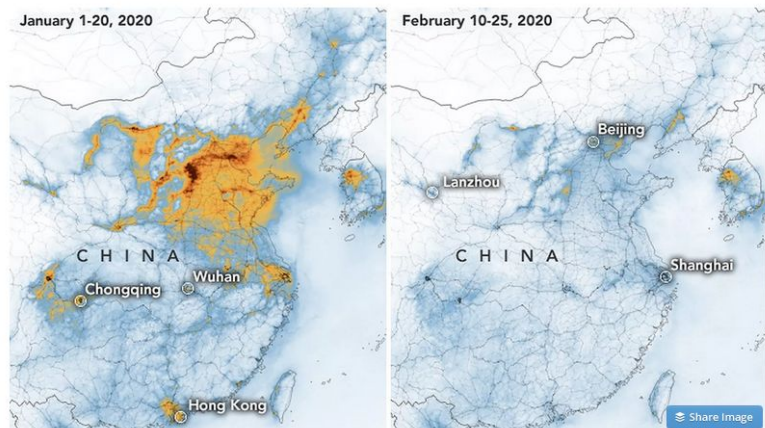 January 1-20, 2020
CHINA
Wuhan
Chongqing
Hong Kong
February 10-25, 2020
Beijing
Lanzhou
CHINA
Shanghai
Share Image